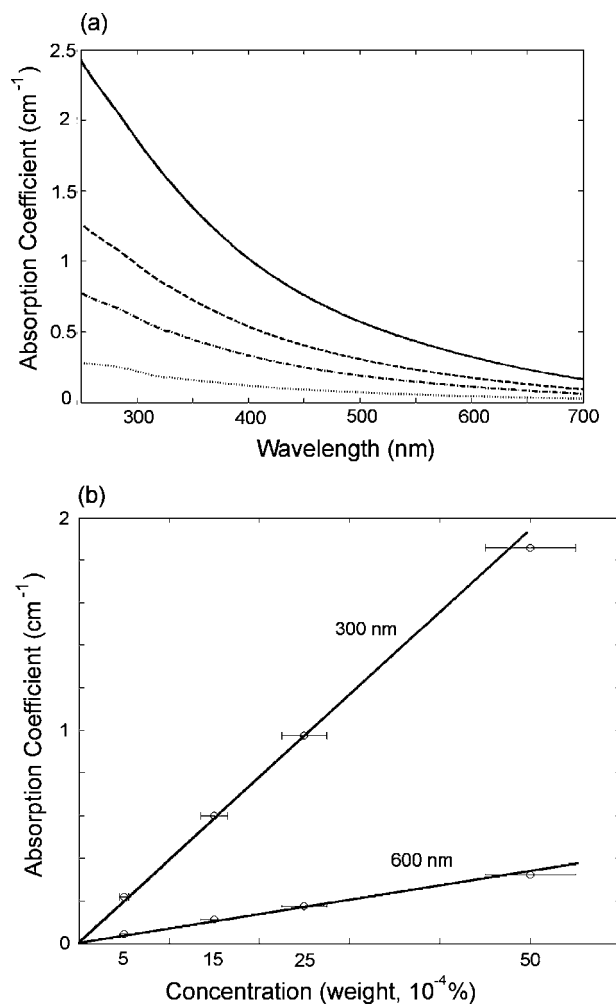 (a)
2.5
2
1.5
1
0.5
0
300 400 500 600 700
Absorption Coefficient (cm⁻¹)
Wavelength (nm)
(b)
2
1
0
300 nm
600 nm
5 15 25 50
Absorption Coefficient (cm⁻¹)
Concentration (weight, 10⁻⁴%)